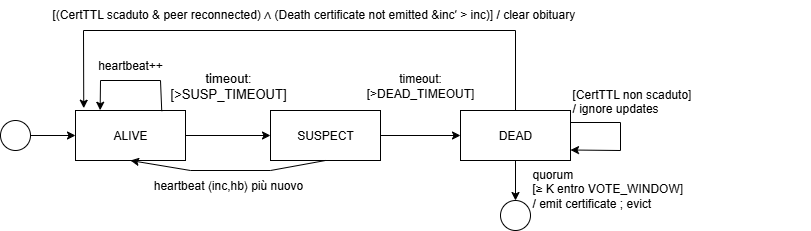 [(CertTTL scaduto & peer reconnected) ∧ (Death certificate not emitted &inc' > inc)] / clear obituary
heartbeat++
timeout:
[>SUSP_TIMEOUT]
timeout:
[>DEAD_TIMEOUT]
[CertTTL non scaduto]
/ ignore updates
ALIVE
SUSPECT
DEAD
heartbeat (inc,hb) più nuovo
quorum
[≥ K entro VOTE_WINDOW]
/ emit certificate ; evict